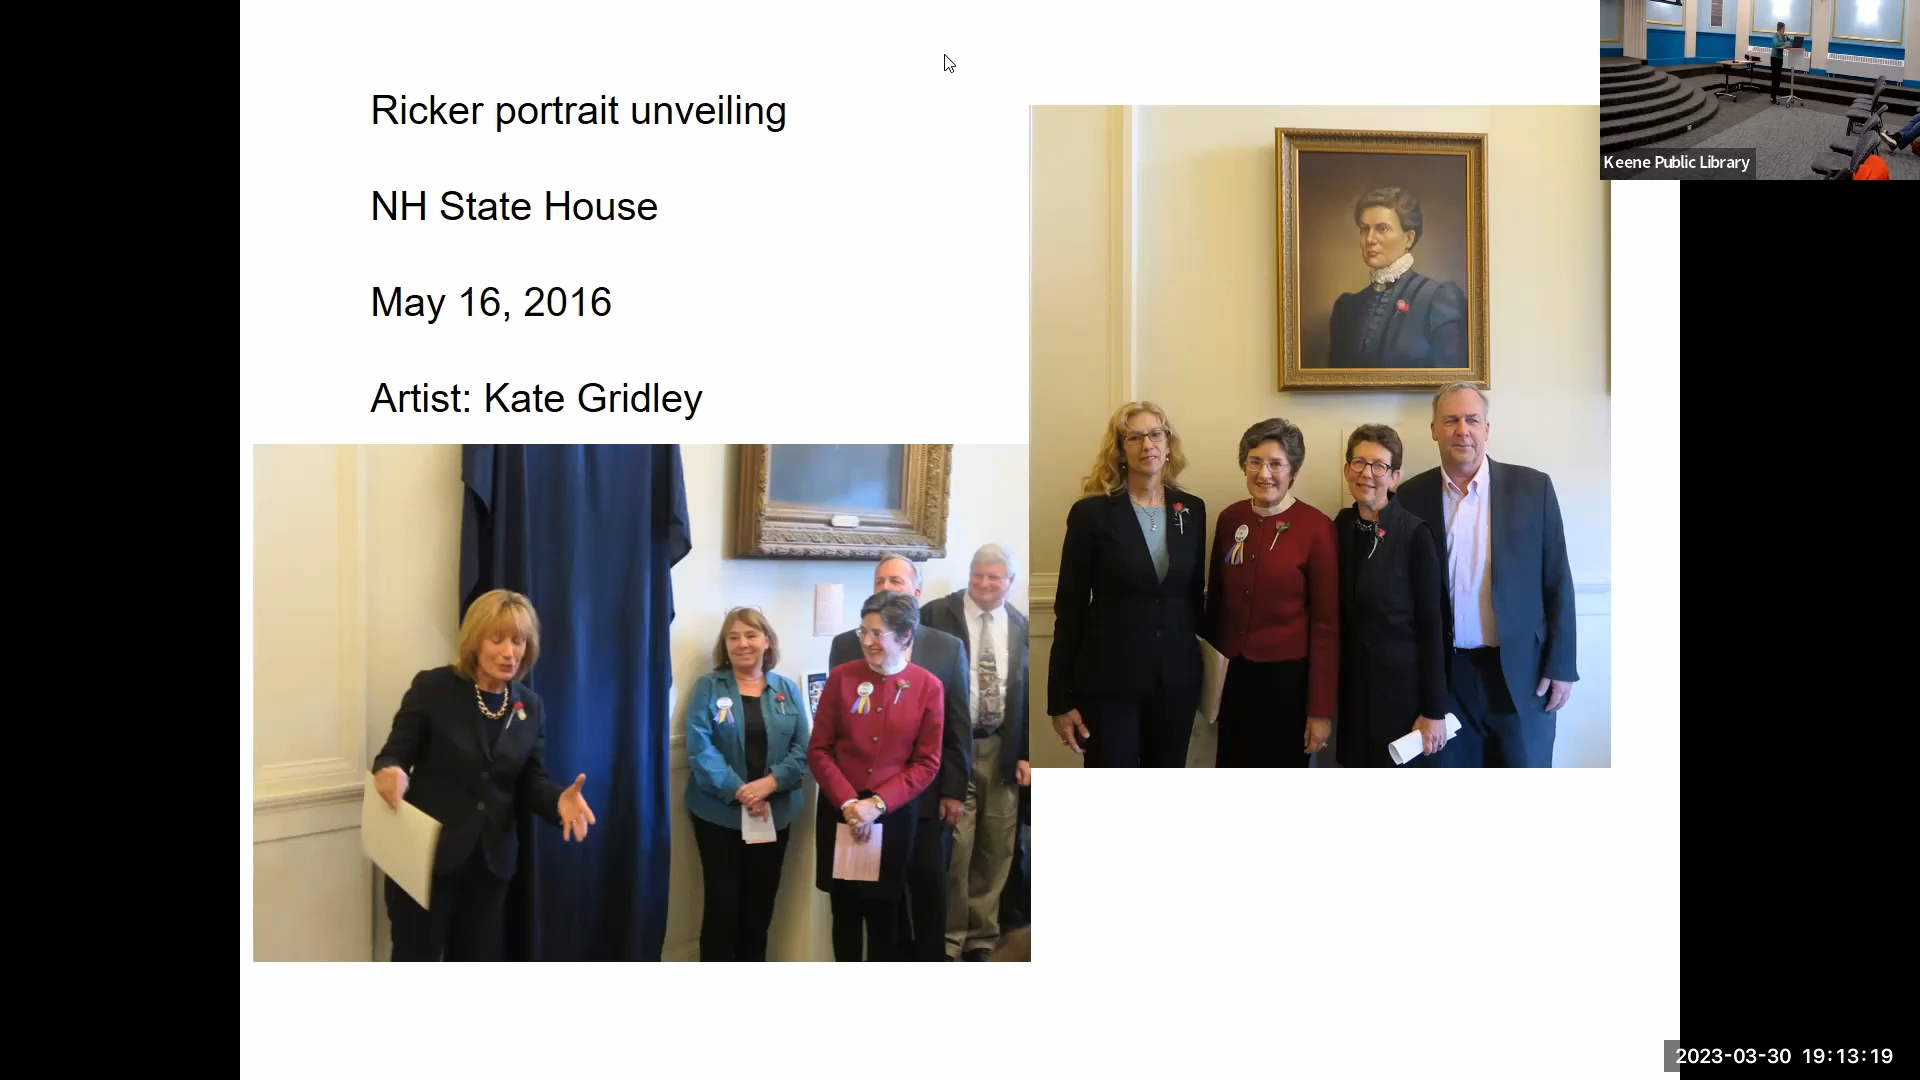 Ricker portrait unveiling
NH State House
May 16, 2016
Artist: Kate Gridley
Keene Public Library
2023-03-30 19:13:19